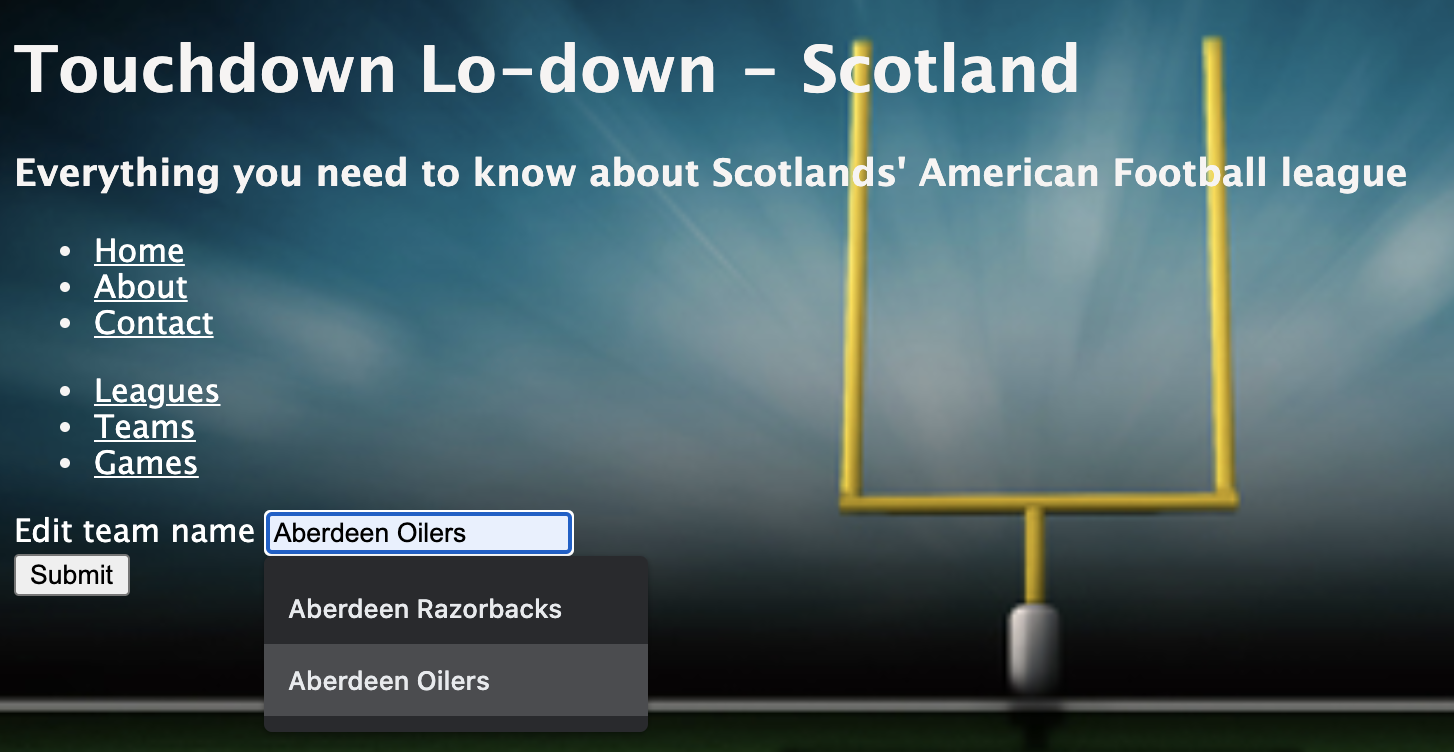 Touchdown Lo-down - Scotland
Everything you need to know about Scotlands' American Football league
Home
About
Contact
Leagues
Teams
Games
Edit team name Aberdeen Oilers
Submit
Aberdeen Razorbacks
Aberdeen Oilers